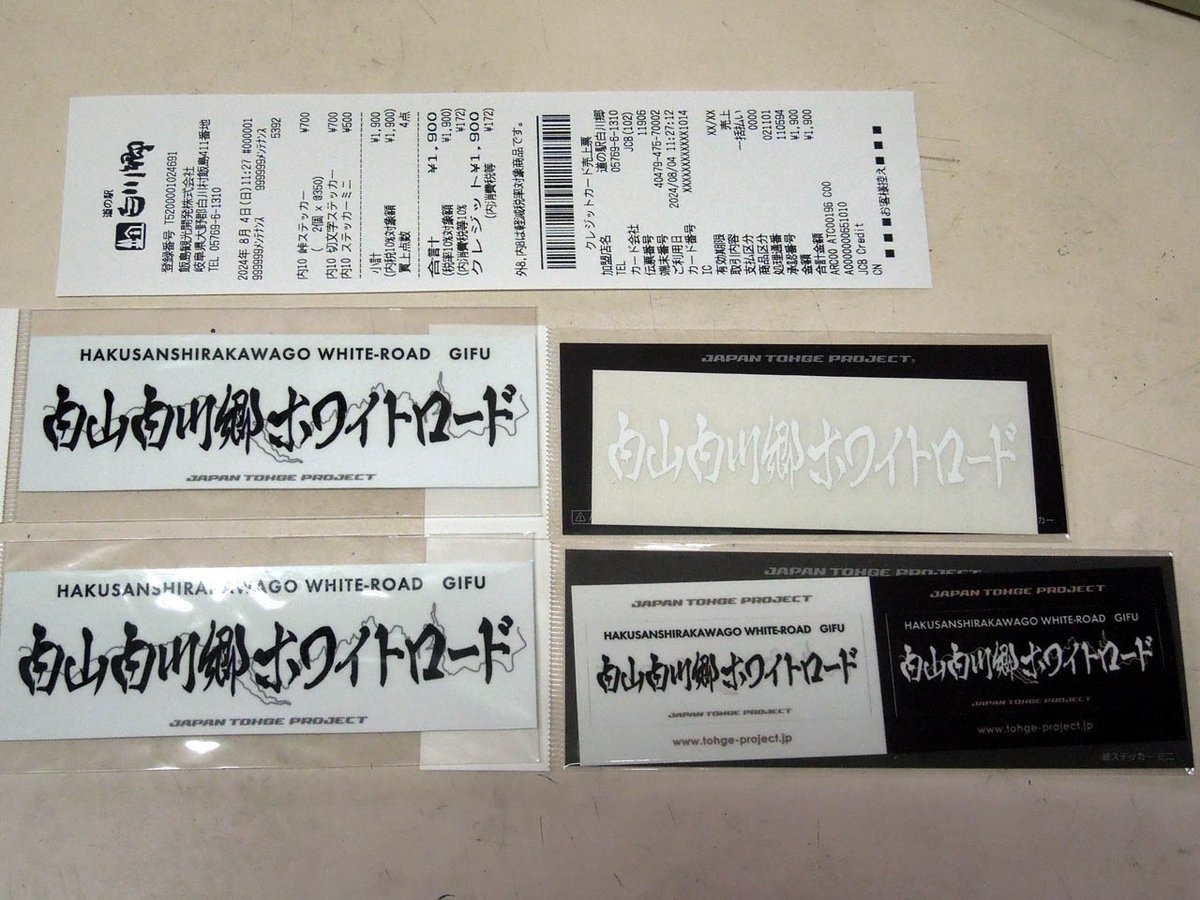 道の駅
白川郷
登録番号 T5200001024691
飯島観光開発株式会社
岐阜県大野郡白川村飯島411番地
TEL 05769-6-1310
2024年 8月 4日(日)11:27 #000001
999999メンテナンス 999999メンテナンス
5392
内10 峠ステッカー ¥700
( 2個 x @350)
内10 切文字ステッカー ¥700
内10 ステッカーミニ ¥500
小計 ¥1,900
(内税10%対象額 ¥1,900)
買上点数 4点
合言十 ¥1,900
(税率10%対象額 ¥1,900)
(内消費税等10% ¥172)
クレジット ¥1,900
(内消費税等 ¥172)
外8、内8は軽減税率対象商品です。
クレジットカード売上票
加盟店名 道の駅白川郷
TEL 05769-6-1310
カード会社 JCB(102)
伝票番号 11906
端末番号 40479-475-70002
ご利用日 2024/08/04 11:27:12
カード番号 XXXXXXXXXXXX1014
IC
有効期限 XX/XX
取引内容 売上
支払区分 一括払い
商品区分 0000
処理通番 021101
承認番号 110594
金額 ¥1,900
合計金額 ¥1,900
ARC00 ATC00196 C00
A0000000651010
JCB Credit
CN
■ ■ ■ ■お客様控え■ ■ ■ ■
HAKUSANSHIRAKAWAGO WHITE-ROAD GIFU
白山白川郷ホワイトロード
JAPAN TOHGE PROJECT
JAPAN TOHGE PROJECT®
白山白川郷ホワイトロード
カー
HAKUSANSHIRAKAWAGO WHITE-ROAD GIFU
白山白川郷ホワイトロード
JAPAN TOHGE PROJECT
JAPAN TOHGE PROJECT
JAPAN TOHGE PROJECT
HAKUSANSHIRAKAWAGO WHITE-ROAD GIFU
白山白川郷ホワイトロード
JAPAN TOHGE PROJECT
www.tohge-project.jp
JAPAN TOHGE PROJECT
HAKUSANSHIRAKAWAGO WHITE-ROAD GIFU
白山白川郷ホワイトロード
JAPAN TOHGE PROJECT
www.tohge-project.jp
峠ステッカー ミニ